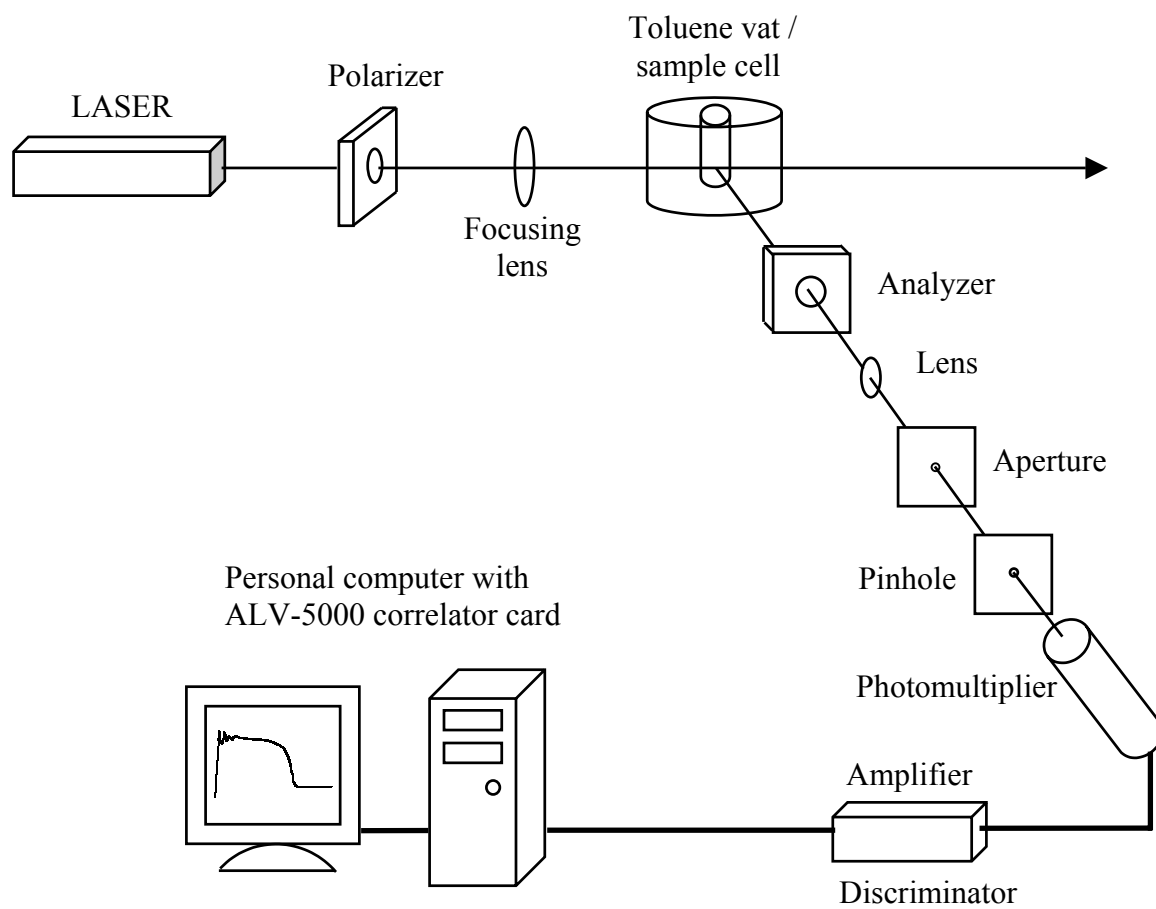 Toluene vat /
sample cell
Polarizer
LASER
Focusing
lens
Analyzer
Lens
Aperture
Pinhole
Personal computer with
ALV-5000 correlator card
Photomultiplier
Amplifier
Discriminator